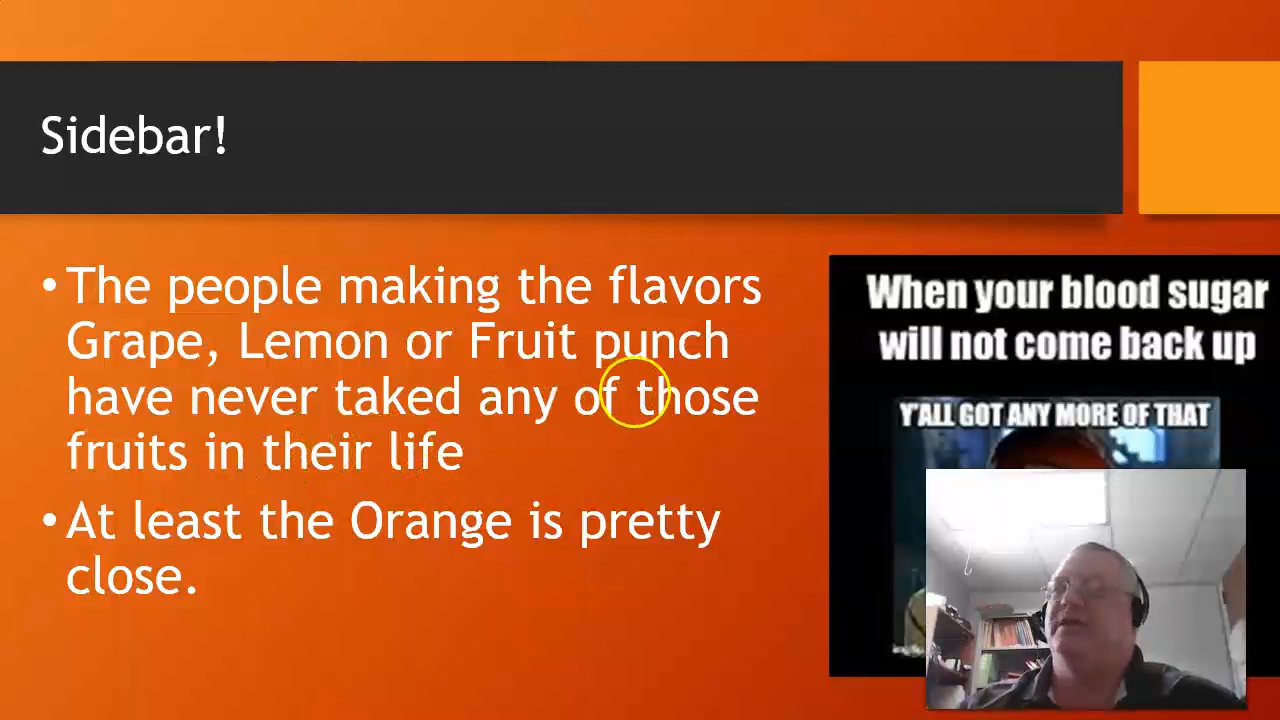 Sidebar!
• The people making the flavors
Grape, Lemon or Fruit punch
have never taked any of those
fruits in their life
• At least the Orange is pretty
close.
When your blood sugar
will not come back up
Y'ALL GOT ANY MORE OF THAT